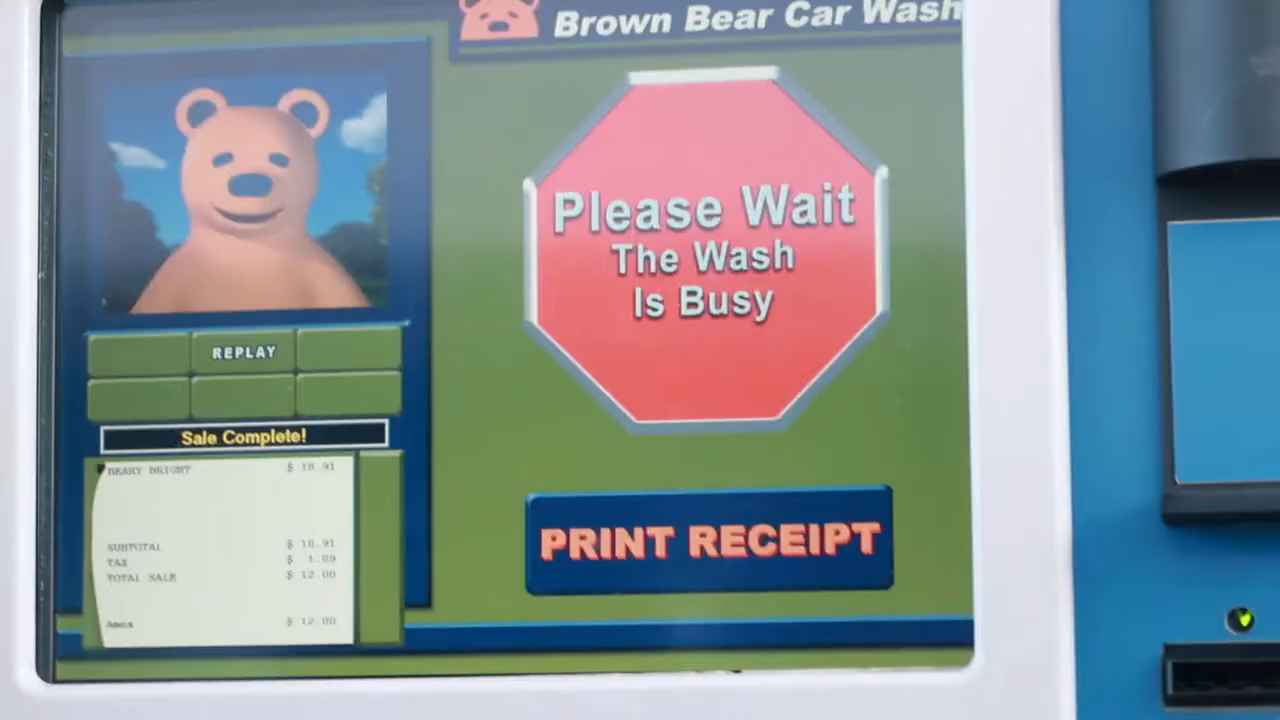 Brown Bear Car Wash
Please Wait
The Wash
Is Busy
REPLAY
Sale Complete!
BEARY BRIGHT $ 10.91
SUBTOTAL $ 10.91
TAX $ 1.09
TOTAL SALE $ 12.00
Amex $ 12.00
PRINT RECEIPT